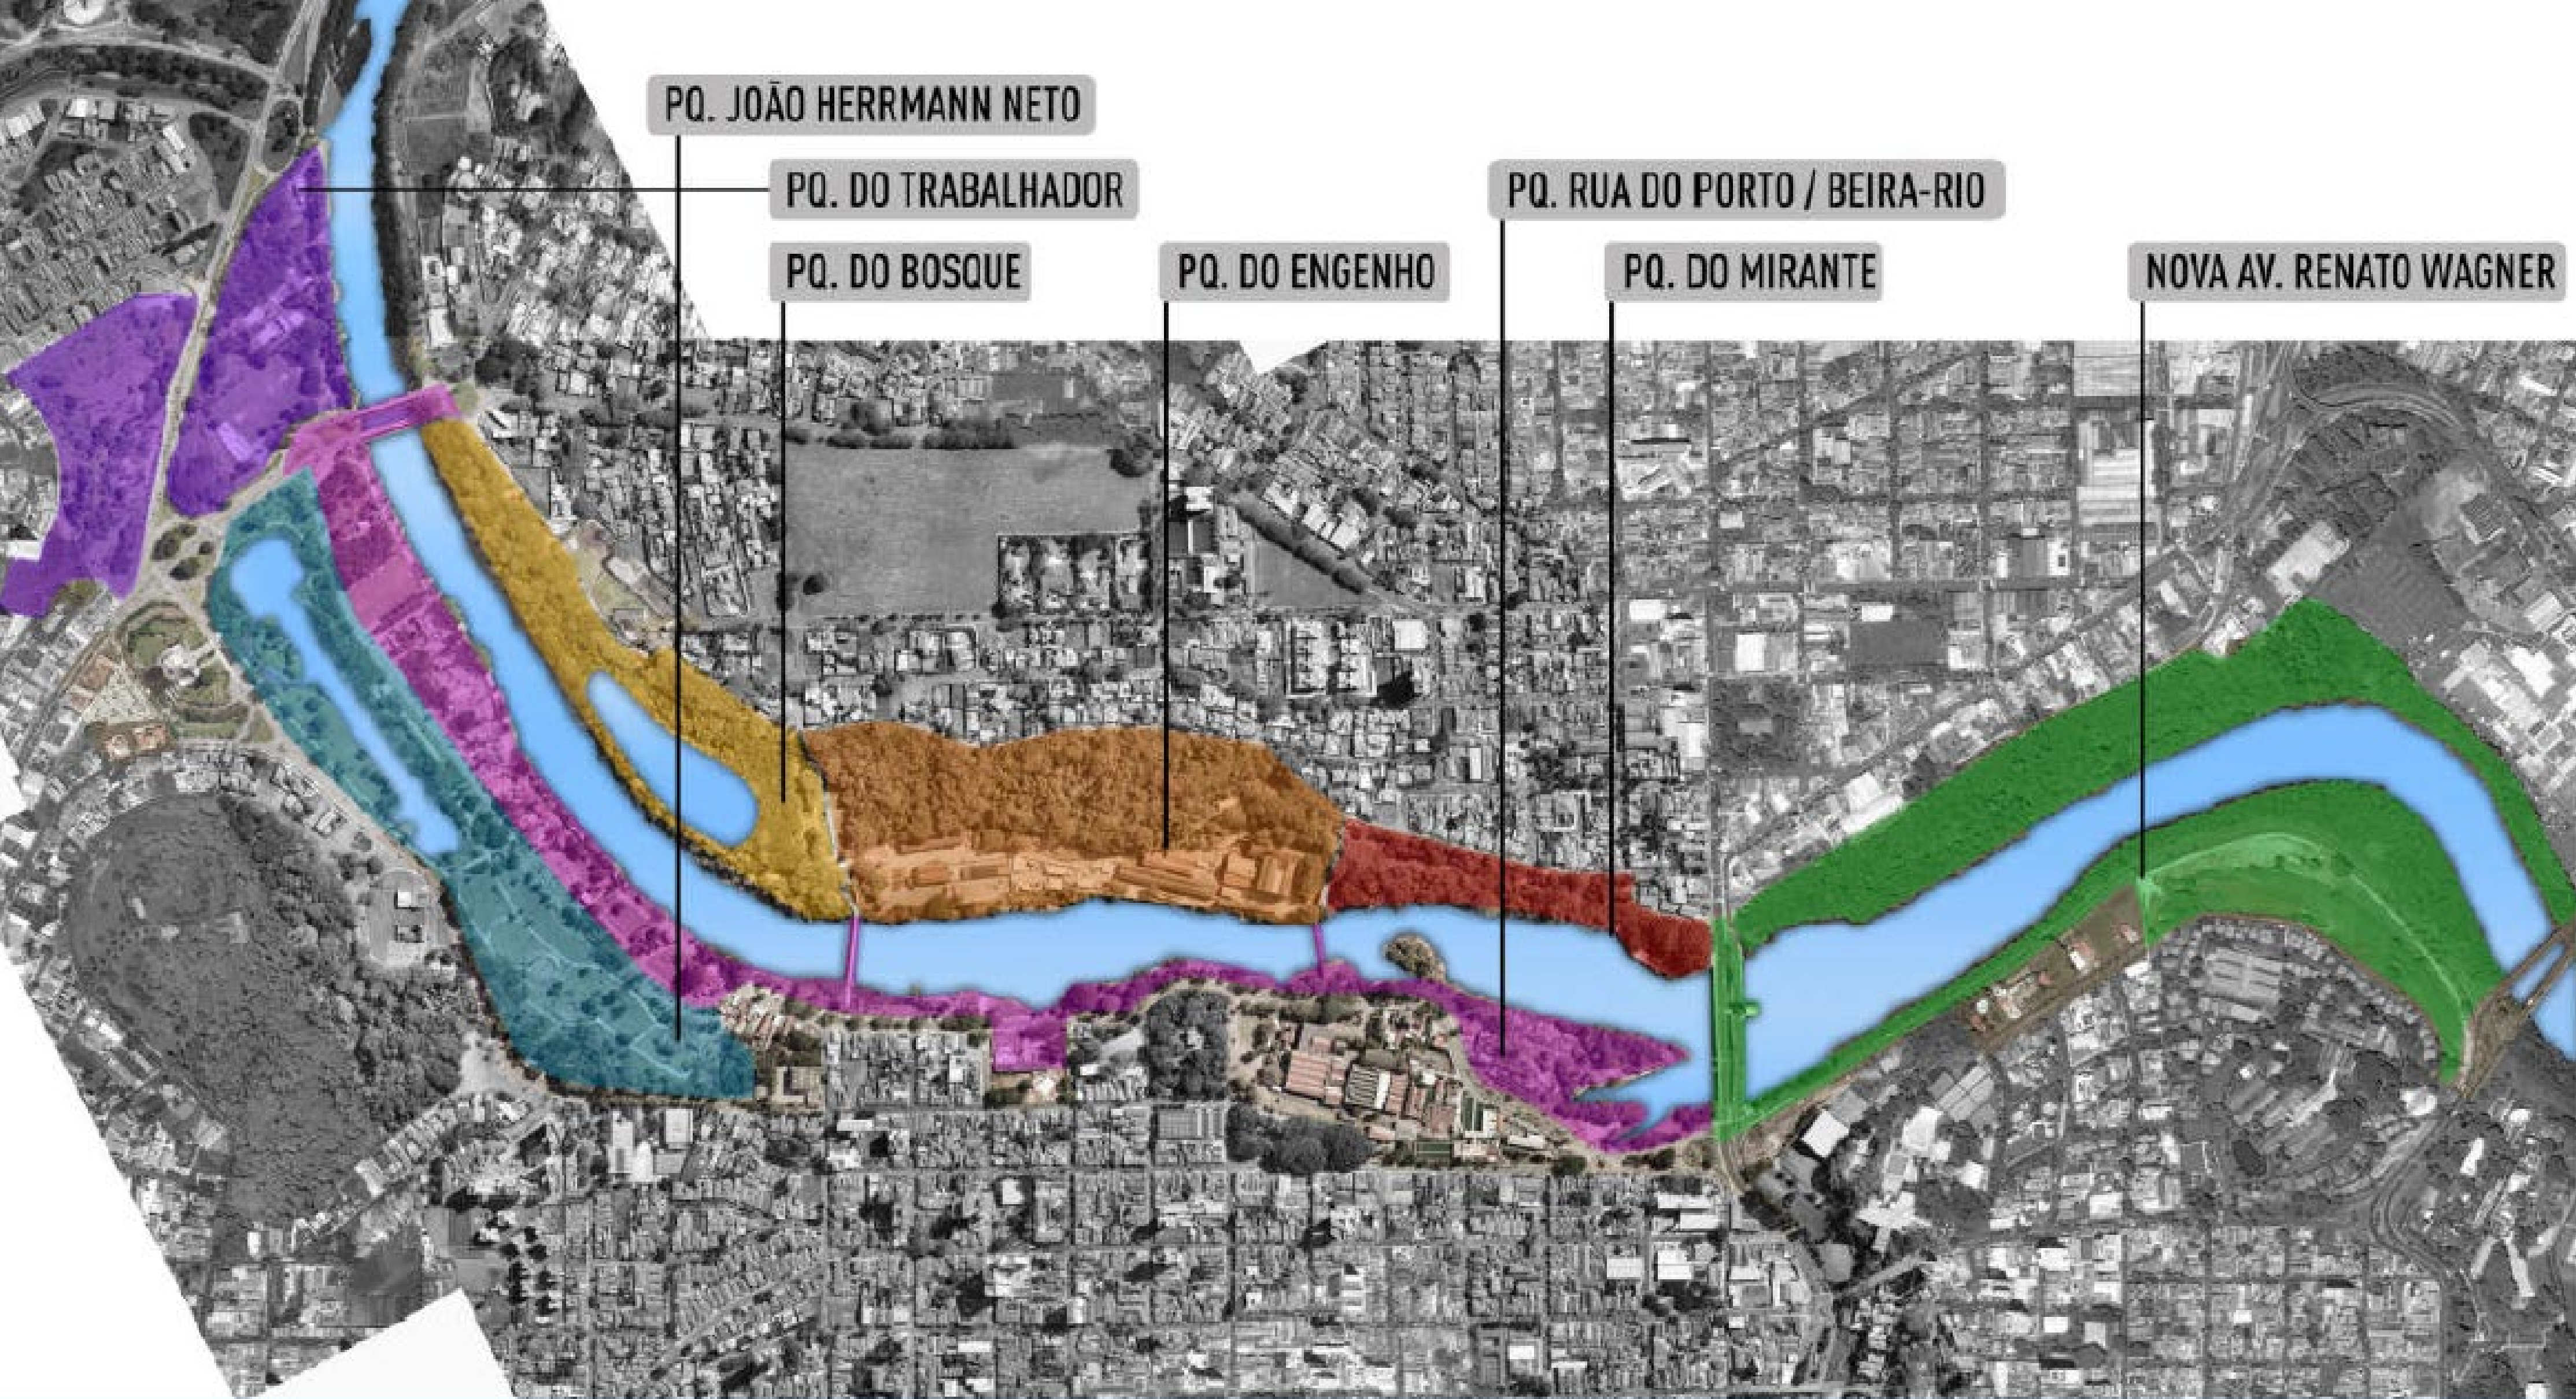 PQ. JOÃO HERRMANN NETO
PQ. DO TRABALHADOR
PQ. RUA DO PORTO / BEIRA-RIO
PQ. DO BOSQUE
PQ. DO ENGENHO
PQ. DO MIRANTE
NOVA AV. RENATO WAGNER